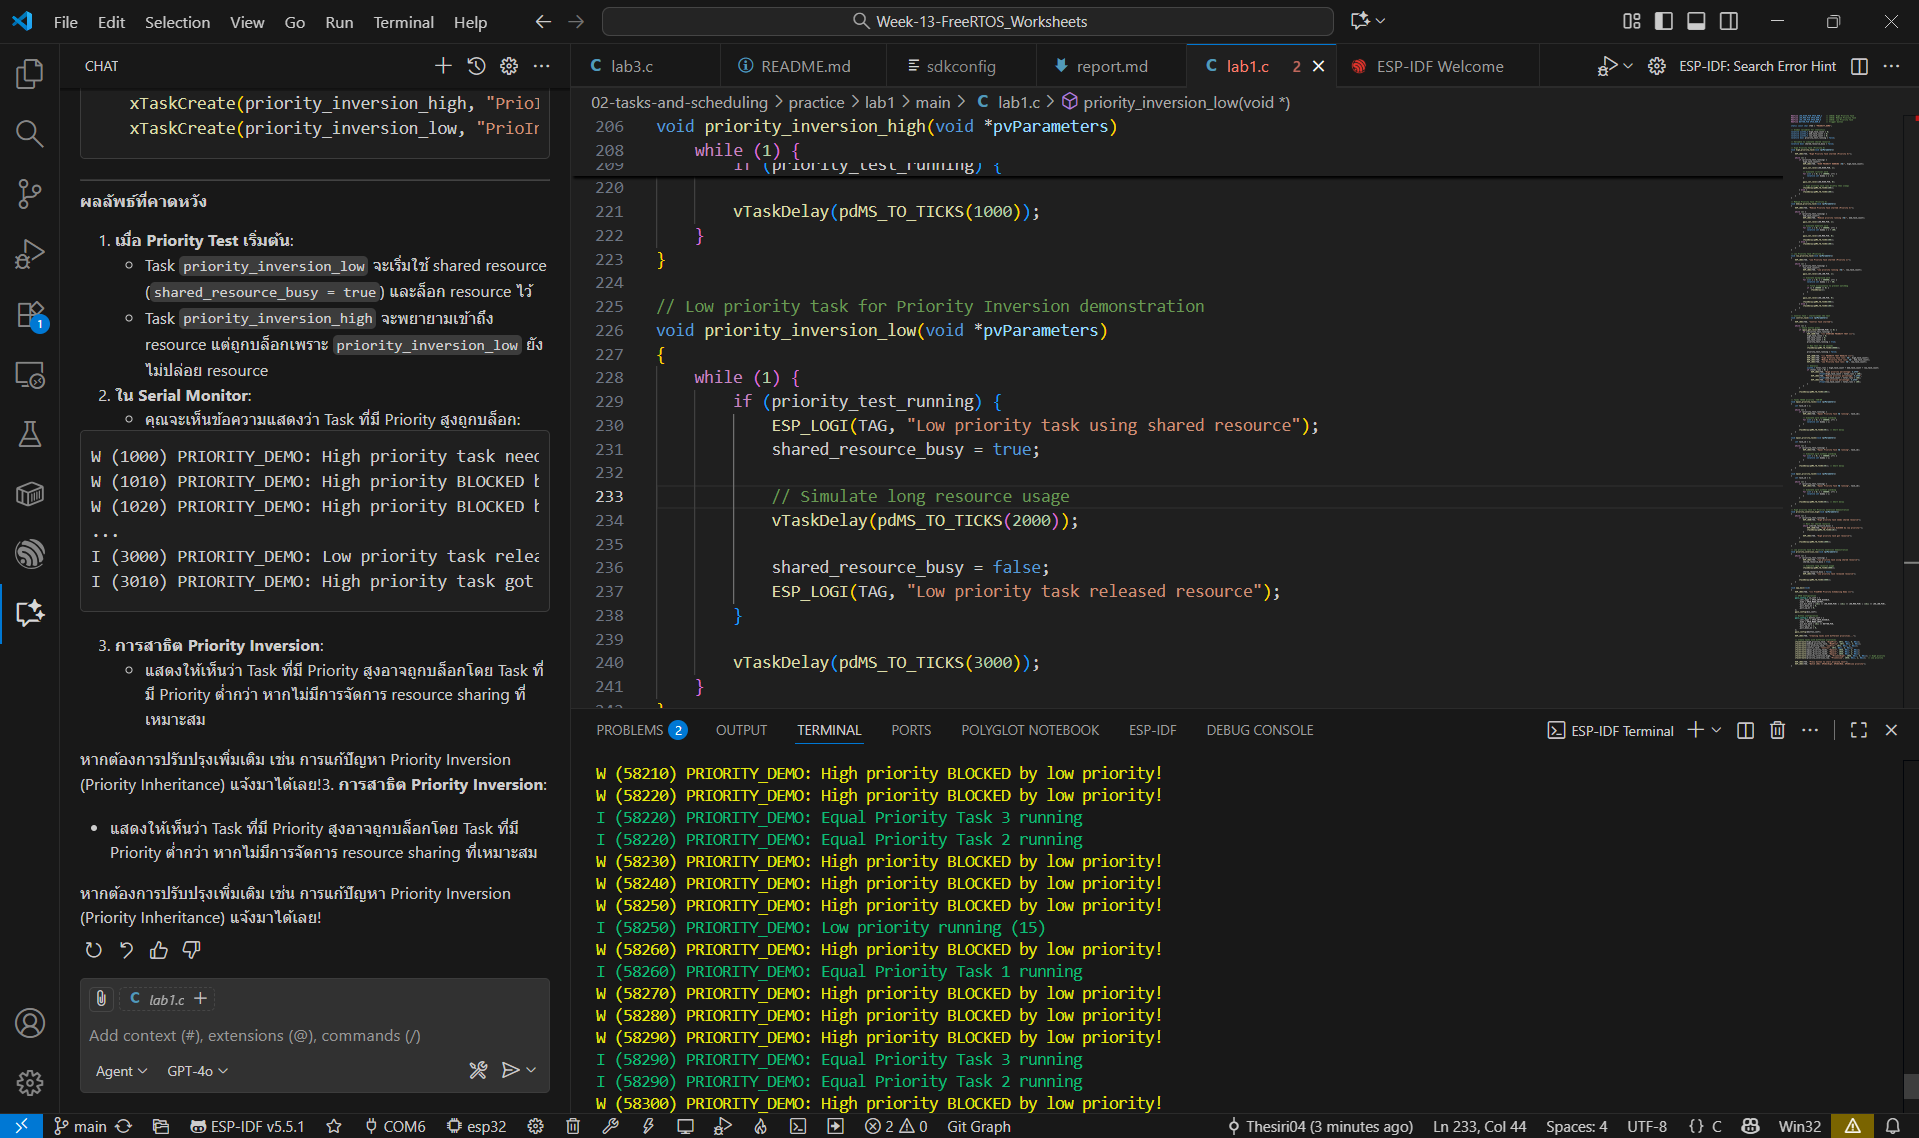 File Edit Selection View Go Run Terminal Help
Week-13-FreeRTOS_Worksheets
CHAT
xTaskCreate(priority_inversion_high, "PrioI
xTaskCreate(priority_inversion_low, "PrioIn
ผลลัพธ์ที่คาดหวัง
1. เมื่อ Priority Test เริ่มต้น:
Task priority_inversion_low จะเริ่มใช้ shared resource
(shared_resource_busy = true) และล็อก resource ไว้
Task priority_inversion_high จะพยายามเข้าถึง
resource แต่ถูกบล็อกเพราะ priority_inversion_low ยัง
ไม่ปล่อย resource
2. ใน Serial Monitor:
คุณจะเห็นข้อความแสดงว่า Task ที่มี Priority สูงถูกบล็อก:
W (1000) PRIORITY_DEMO: High priority task need
W (1010) PRIORITY_DEMO: High priority BLOCKED b
W (1020) PRIORITY_DEMO: High priority BLOCKED b
...
I (3000) PRIORITY_DEMO: Low priority task relea
I (3010) PRIORITY_DEMO: High priority task got
3. การสาธิต Priority Inversion:
แสดงให้เห็นว่า Task ที่มี Priority สูงอาจถูกบล็อกโดย Task ที่
มี Priority ต่ำกว่า หากไม่มีการจัดการ resource sharing ที่
เหมาะสม
หากต้องการปรับปรุงเพิ่มเติม เช่น การแก้ปัญหา Priority Inversion
(Priority Inheritance) แจ้งมาได้เลย!3. การสาธิต Priority Inversion:
แสดงให้เห็นว่า Task ที่มี Priority สูงอาจถูกบล็อกโดย Task ที่มี
Priority ต่ำกว่า หากไม่มีการจัดการ resource sharing ที่เหมาะสม
หากต้องการปรับปรุงเพิ่มเติม เช่น การแก้ปัญหา Priority Inversion
(Priority Inheritance) แจ้งมาได้เลย!
C lab1.c +
Add context (#), extensions (@), commands (/)
Agent GPT-4o
1
C lab3.c README.md sdkconfig report.md C lab1.c 2 ESP-IDF Welcome ESP-IDF: Search Error Hint
02-tasks-and-scheduling > practice > lab1 > main > C lab1.c > priority_inversion_low(void *)
206 void priority_inversion_high(void *pvParameters)
208 while (1) {
209 if (priority_test_running) {
220
221 vTaskDelay(pdMS_TO_TICKS(1000));
222 }
223 }
224
225 // Low priority task for Priority Inversion demonstration
226 void priority_inversion_low(void *pvParameters)
227 {
228 while (1) {
229 if (priority_test_running) {
230 ESP_LOGI(TAG, "Low priority task using shared resource");
231 shared_resource_busy = true;
232
233 // Simulate long resource usage
234 vTaskDelay(pdMS_TO_TICKS(2000));
235
236 shared_resource_busy = false;
237 ESP_LOGI(TAG, "Low priority task released resource");
238 }
239
240 vTaskDelay(pdMS_TO_TICKS(3000));
241 }
PROBLEMS 2 OUTPUT TERMINAL PORTS POLYGLOT NOTEBOOK ESP-IDF DEBUG CONSOLE ESP-IDF Terminal
W (58210) PRIORITY_DEMO: High priority BLOCKED by low priority!
W (58220) PRIORITY_DEMO: High priority BLOCKED by low priority!
I (58220) PRIORITY_DEMO: Equal Priority Task 3 running
I (58220) PRIORITY_DEMO: Equal Priority Task 2 running
W (58230) PRIORITY_DEMO: High priority BLOCKED by low priority!
W (58240) PRIORITY_DEMO: High priority BLOCKED by low priority!
W (58250) PRIORITY_DEMO: High priority BLOCKED by low priority!
I (58250) PRIORITY_DEMO: Low priority running (15)
W (58260) PRIORITY_DEMO: High priority BLOCKED by low priority!
I (58260) PRIORITY_DEMO: Equal Priority Task 1 running
W (58270) PRIORITY_DEMO: High priority BLOCKED by low priority!
W (58280) PRIORITY_DEMO: High priority BLOCKED by low priority!
W (58290) PRIORITY_DEMO: High priority BLOCKED by low priority!
I (58290) PRIORITY_DEMO: Equal Priority Task 3 running
I (58290) PRIORITY_DEMO: Equal Priority Task 2 running
W (58300) PRIORITY_DEMO: High priority BLOCKED by low priority!
main ESP-IDF v5.5.1 COM6 esp32 2 0 Git Graph Thesiri04 (3 minutes ago) Ln 233, Col 44 Spaces: 4 UTF-8 {} C Win32